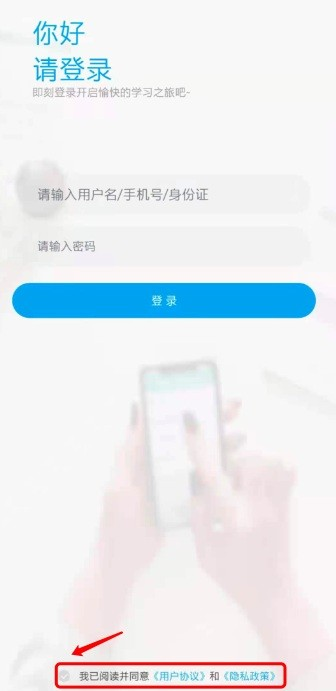 你好
请登录
即刻登录开启愉快的学习之旅吧~
请输入用户名/手机号/身份证
请输入密码
登 录
我已阅读并同意《用户协议》和《隐私政策》